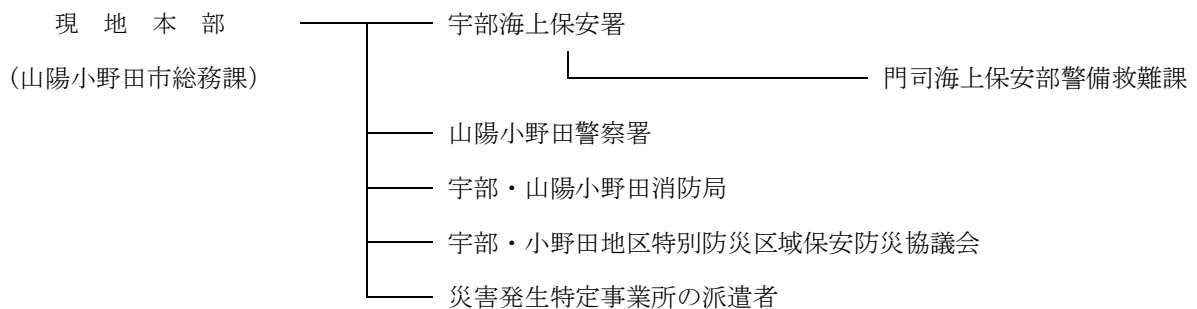 現地本部
宇部海上保安署
(山陽小野田市総務課)
門司海上保安部警備救難課
山陽小野田警察署
宇部・山陽小野田消防局
宇部・小野田地区特別防災区域保安防災協議会
災害発生特定事業所の派遣者